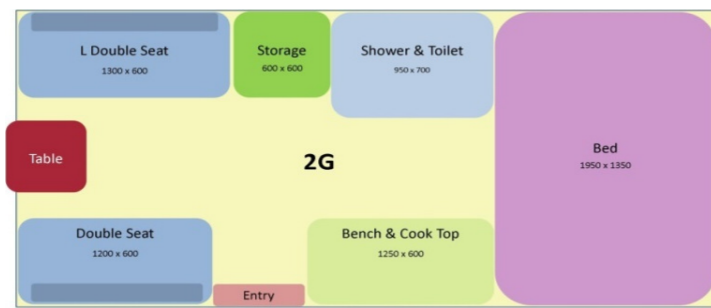 L Double Seat
1300 x 600
Storage
600 x 600
Shower & Toilet
950 x 700
Table
2G
Bed
1950 x 1350
Double Seat
1200 x 600
Entry
Bench & Cook Top
1250 x 600